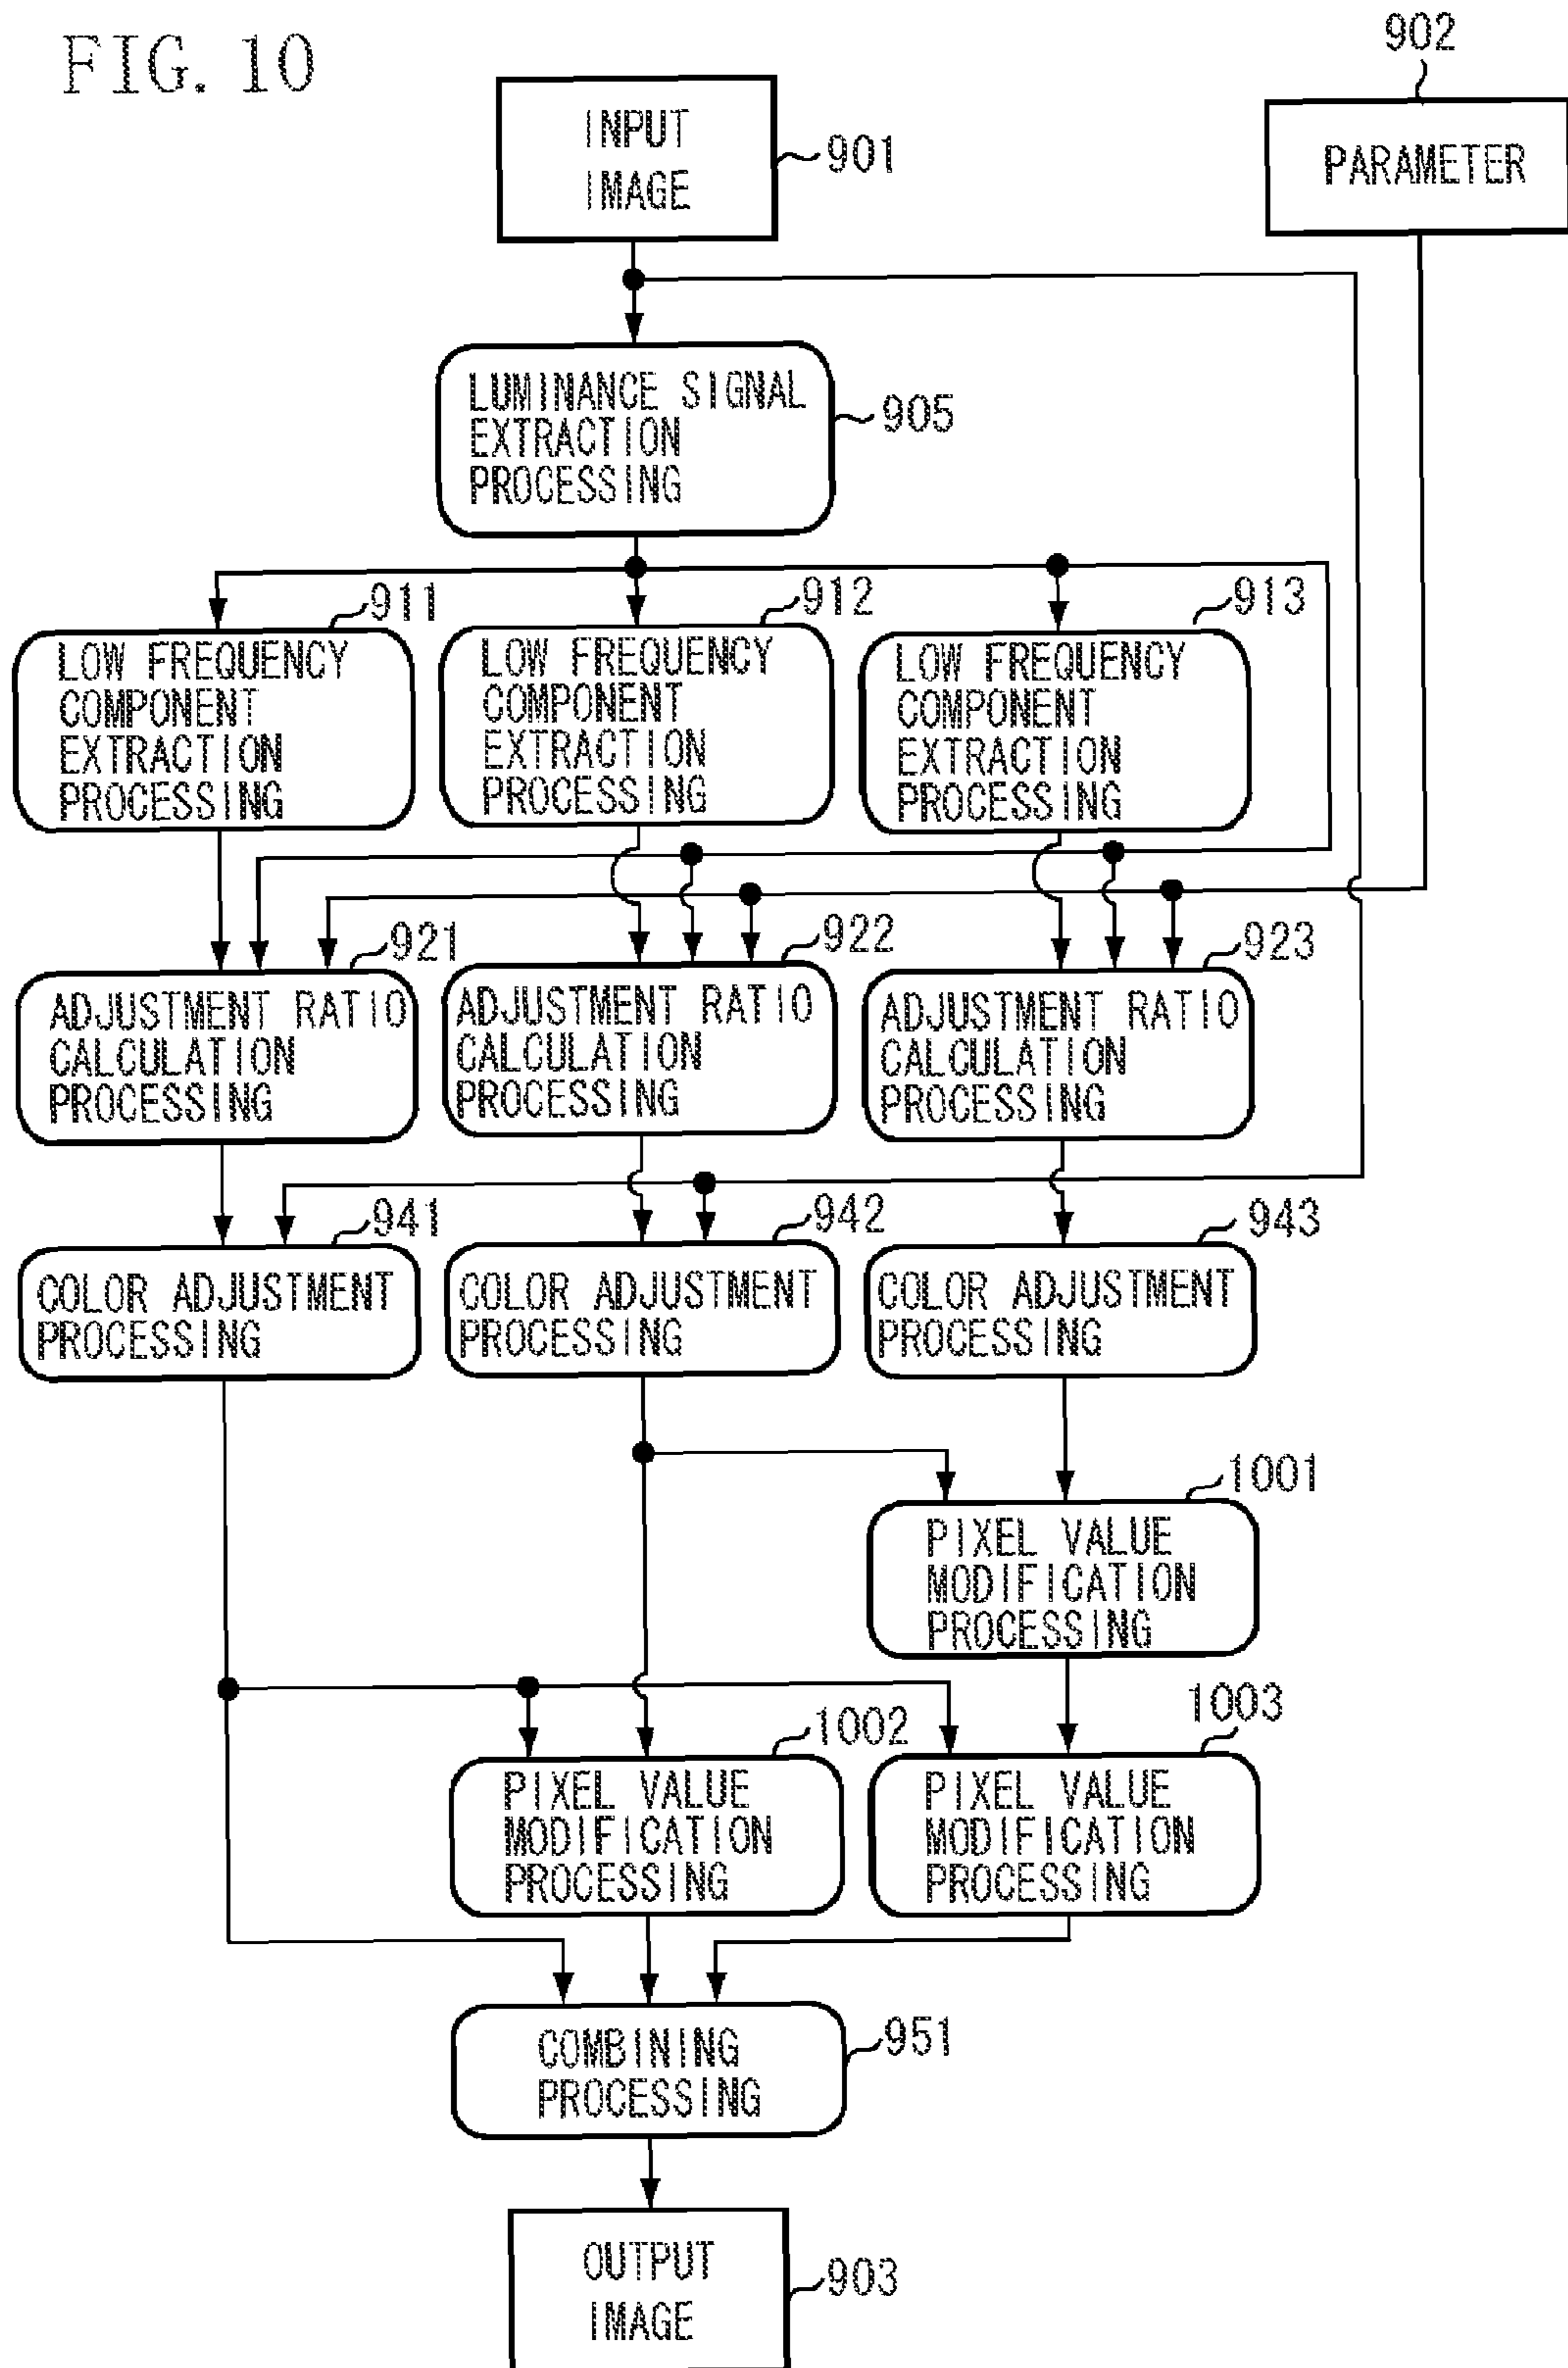 FIG. 10
902
INPUT
IMAGE
901
PARAMETER
LUMINANCE SIGNAL
EXTRACTION
PROCESSING
905
911
LOW FREQUENCY
COMPONENT
EXTRACTION
PROCESSING
912
LOW FREQUENCY
COMPONENT
EXTRACTION
PROCESSING
913
LOW FREQUENCY
COMPONENT
EXTRACTION
PROCESSING
921
ADJUSTMENT RATIO
CALCULATION
PROCESSING
922
ADJUSTMENT RATIO
CALCULATION
PROCESSING
923
ADJUSTMENT RATIO
CALCULATION
PROCESSING
941
COLOR ADJUSTMENT
PROCESSING
942
COLOR ADJUSTMENT
PROCESSING
943
COLOR ADJUSTMENT
PROCESSING
1001
PIXEL VALUE
MODIFICATION
PROCESSING
1002
PIXEL VALUE
MODIFICATION
PROCESSING
1003
PIXEL VALUE
MODIFICATION
PROCESSING
COMBINING
PROCESSING
951
OUTPUT
IMAGE
903